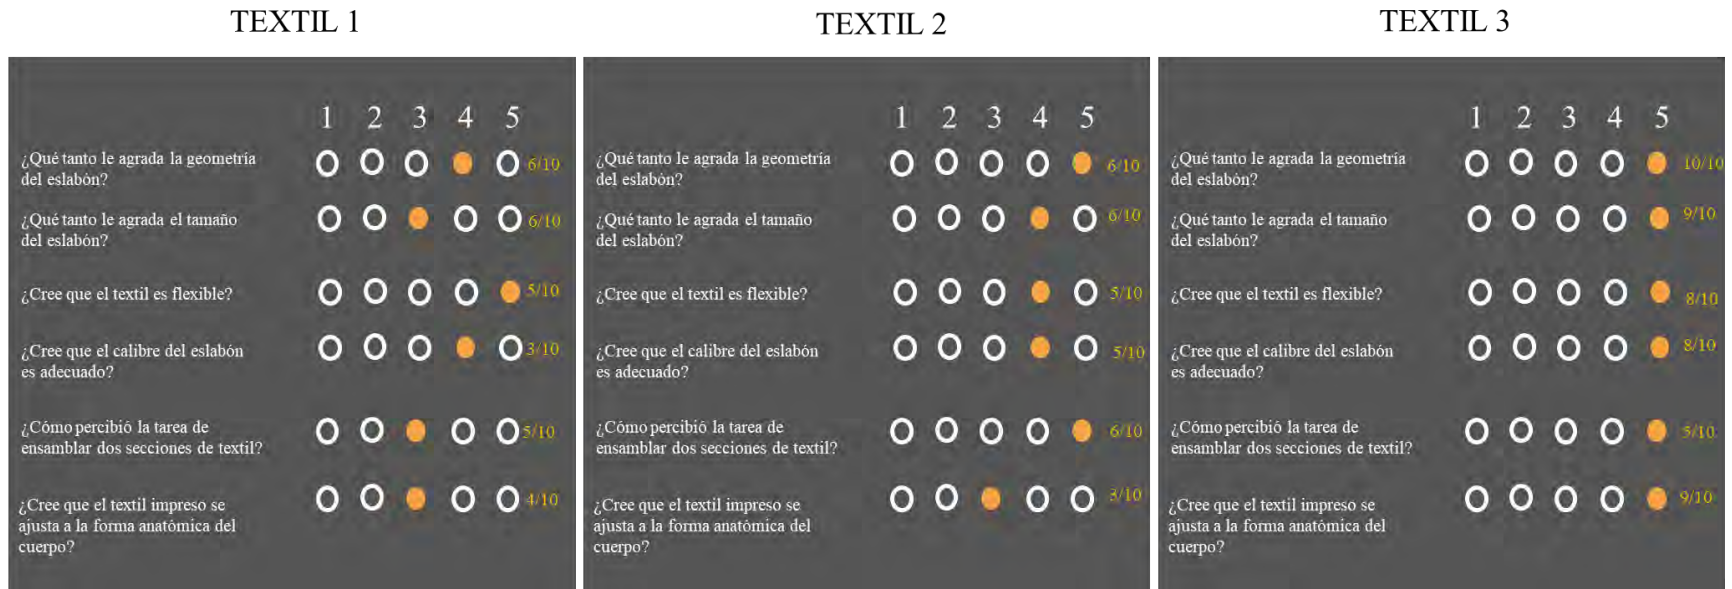 TEXTIL 1
1 2 3 4 5
¿Qué tanto le agrada la geometría
del eslabón?
6/10
¿Qué tanto le agrada el tamaño
del eslabón?
6/10
¿Cree que el textil es flexible?
5/10
¿Cree que el calibre del eslabón
es adecuado?
3/10
¿Cómo percibió la tarea de
ensamblar dos secciones de textil?
5/10
¿Cree que el textil impreso se
ajusta a la forma anatómica del
cuerpo?
4/10
TEXTIL 2
1 2 3 4 5
¿Qué tanto le agrada la geometría
del eslabón?
6/10
¿Qué tanto le agrada el tamaño
del eslabón?
6/10
¿Cree que el textil es flexible?
5/10
¿Cree que el calibre del eslabón
es adecuado?
5/10
¿Cómo percibió la tarea de
ensamblar dos secciones de textil?
6/10
¿Cree que el textil impreso se
ajusta a la forma anatómica del
cuerpo?
3/10
TEXTIL 3
1 2 3 4 5
¿Qué tanto le agrada la geometría
del eslabón?
10/10
¿Qué tanto le agrada el tamaño
del eslabón?
9/10
¿Cree que el textil es flexible?
8/10
¿Cree que el calibre del eslabón
es adecuado?
8/10
¿Cómo percibió la tarea de
ensamblar dos secciones de textil?
5/10
¿Cree que el textil impreso se
ajusta a la forma anatómica del
cuerpo?
9/10